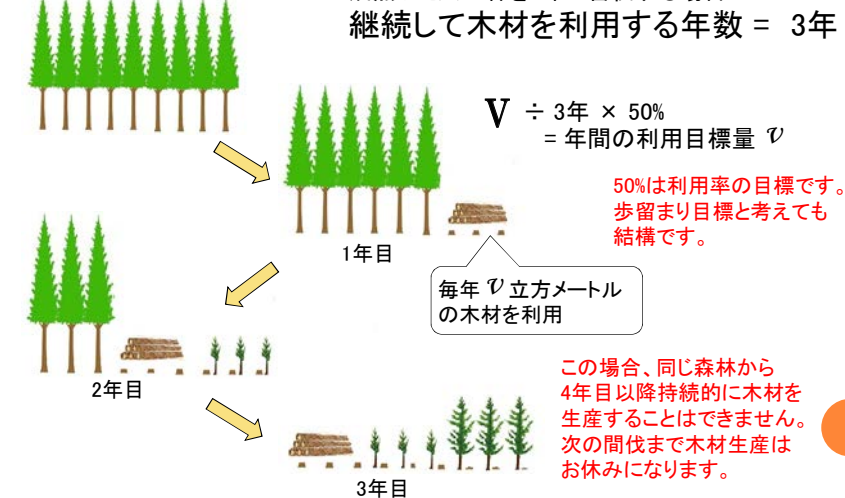 継続して木材を利用する年数 = 3年
V ÷ 3年 × 50%
= 年間の利用目標量 v
50%は利用率の目標です。
歩留まり目標と考えても
結構です。
1年目
毎年 v 立方メートル
の木材を利用
2年目
この場合、同じ森林から
4年目以降持続的に木材を
生産することはできません。
次の間伐まで木材生産は
お休みになります。
3年目